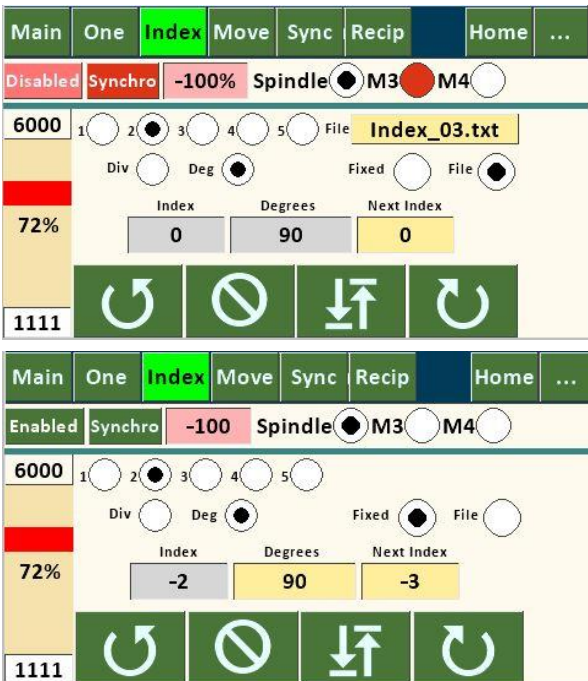 Main One Index Move Sync Recip Home ...
Disabled Synchro -100% Spindle M3 M4
6000 1 2 3 4 5 File Index_03.txt
Div Deg Fixed File
Index Degrees Next Index
72% 0 90 0
1111
Main One Index Move Sync Recip Home ...
Enabled Synchro -100 Spindle M3 M4
6000 1 2 3 4 5
Div Deg Fixed File
Index Degrees Next Index
72% -2 90 -3
1111